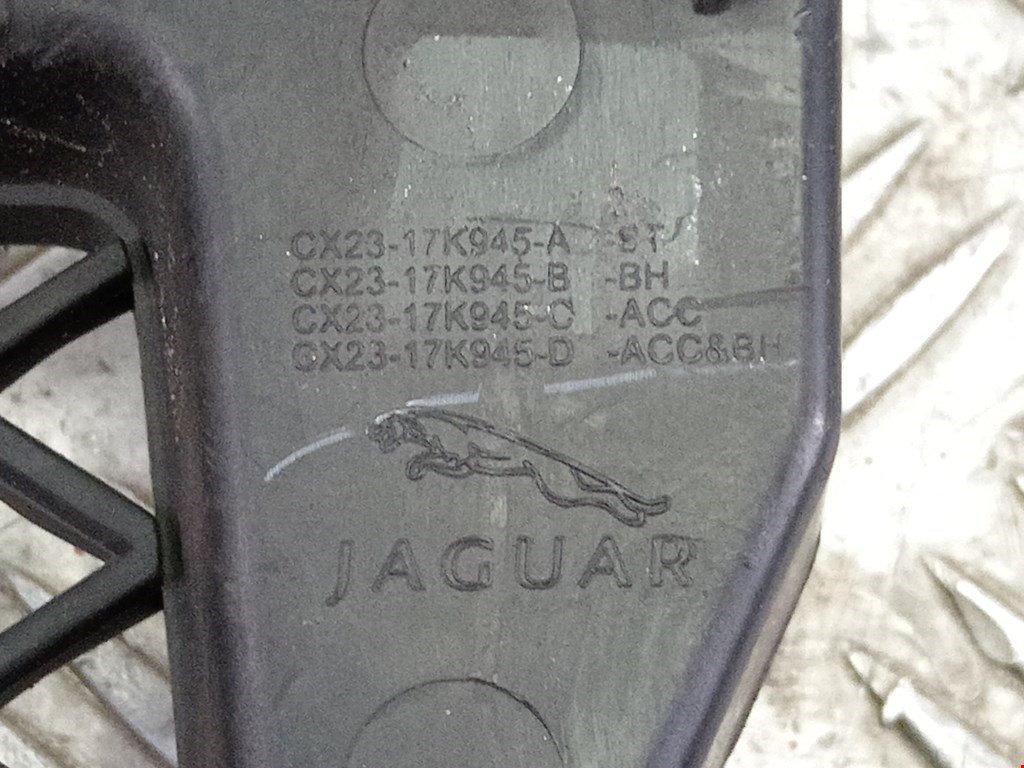 CX23-17K945-A -ST
CX23-17K945-B -BH
CX23-17K945-C -ACC
CX23-17K945-D -ACC&BH
JAGUAR